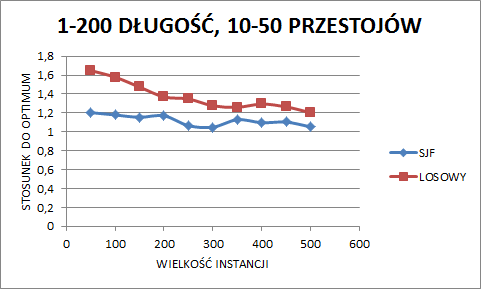 1-200 DŁUGOŚĆ, 10-50 PRZESTOJÓW
STOSUNEK DO OPTIMUM
1,8
1,6
1,4
1,2
1
0,8
0,6
0,4
0,2
0
0 100 200 300 400 500 600
WIELKOŚĆ INSTANCJI
SJF
LOSOWY